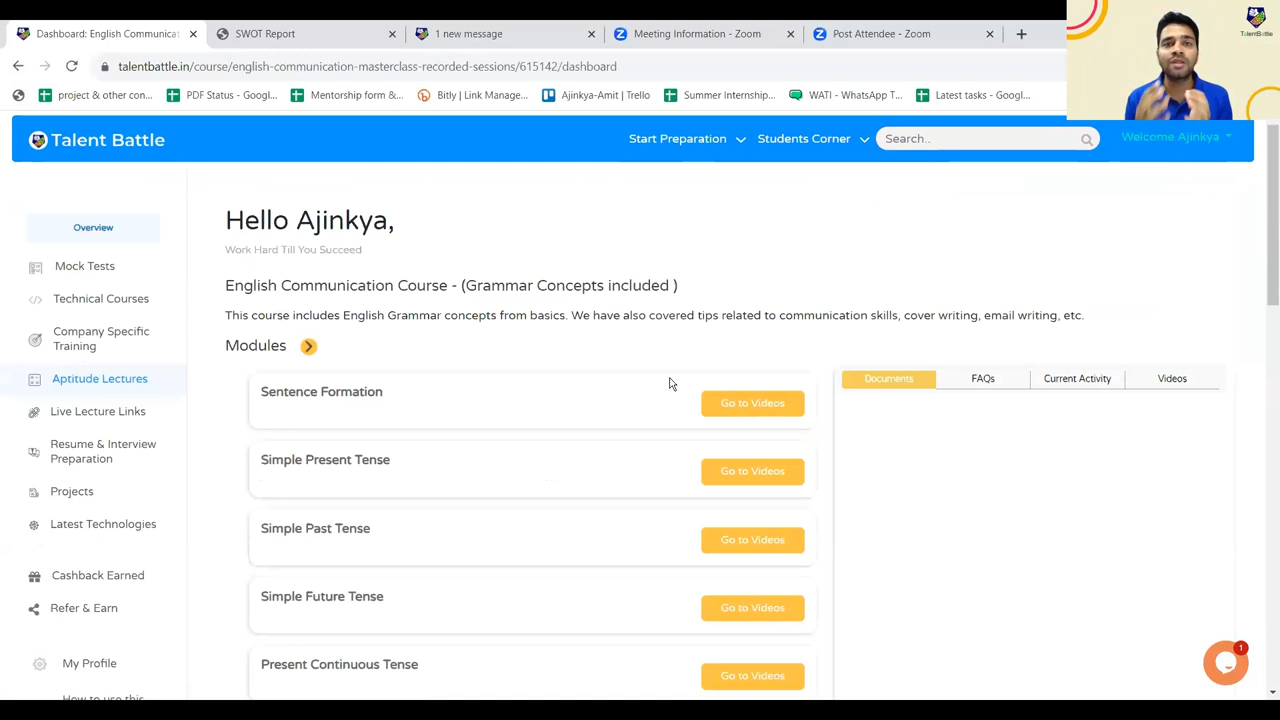 Dashboard: English Communicat
SWOT Report
1 new message
Meeting Information - Zoom
Post Attendee - Zoom
TalentBattle
talentbattle.in/course/english-communication-masterclass-recorded-sessions/615142/dashboard
project & other con...
PDF Status - Googl...
Mentorship form &...
Bitly | Link Manage...
Ajinkya-Amit | Trello
Summer Internship...
WATI - WhatsApp T...
Latest tasks - Googl...
Talent Battle
Start Preparation
Students Corner
Search..
Welcome Ajinkya
Overview
Mock Tests
Technical Courses
Company Specific
Training
Aptitude Lectures
Live Lecture Links
Resume & Interview
Preparation
Projects
Latest Technologies
Cashback Earned
Refer & Earn
My Profile
How to use this
Hello Ajinkya,
Work Hard Till You Succeed
English Communication Course - (Grammar Concepts included )
This course includes English Grammar concepts from basics. We have also covered tips related to communication skills, cover writing, email writing, etc.
Modules
Sentence Formation
Go to Videos
Simple Present Tense
Go to Videos
Simple Past Tense
Go to Videos
Simple Future Tense
Go to Videos
Present Continuous Tense
Go to Videos
Documents
FAQs
Current Activity
Videos
1